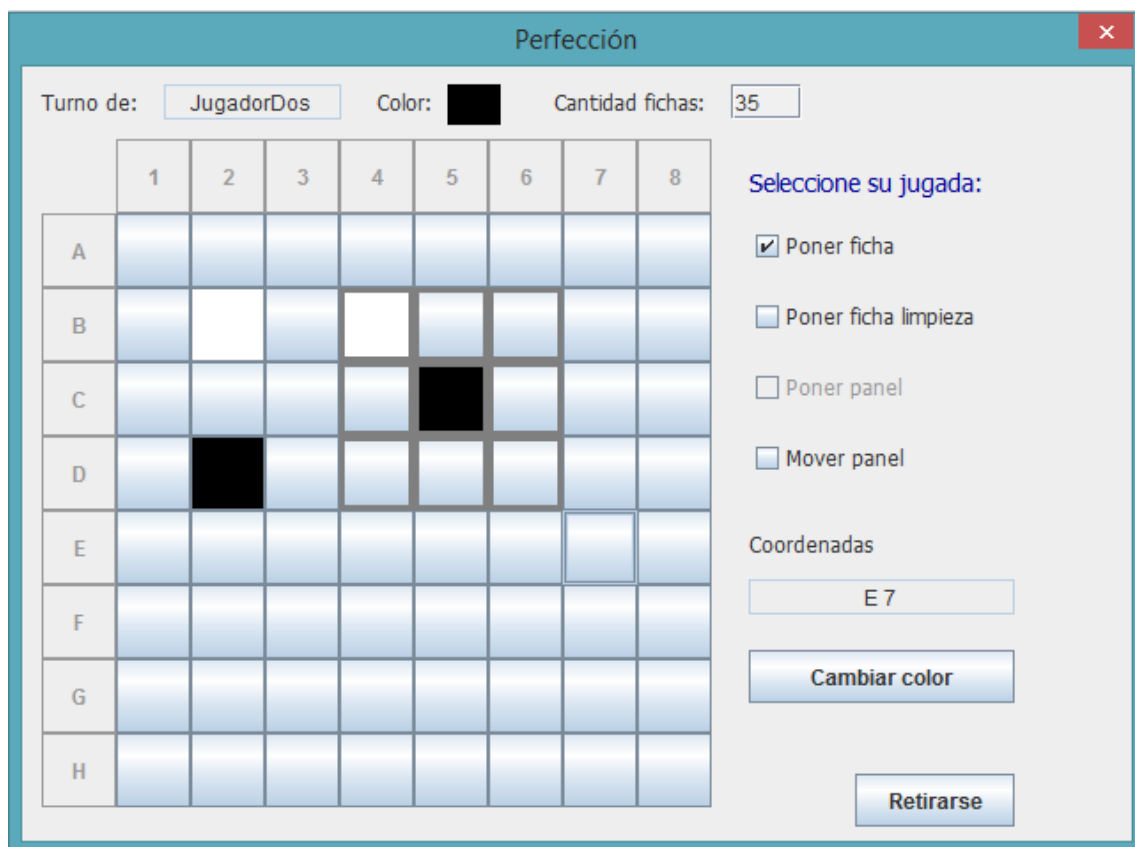 Perfección
Turno de: JugadorDos Color: Cantidad fichas: 35
1 2 3 4 5 6 7 8
Seleccione su jugada:
A
Poner ficha
B
Poner ficha limpieza
C
Poner panel
D
Mover panel
E
Coordenadas
E 7
F
Cambiar color
G
H
Retirarse